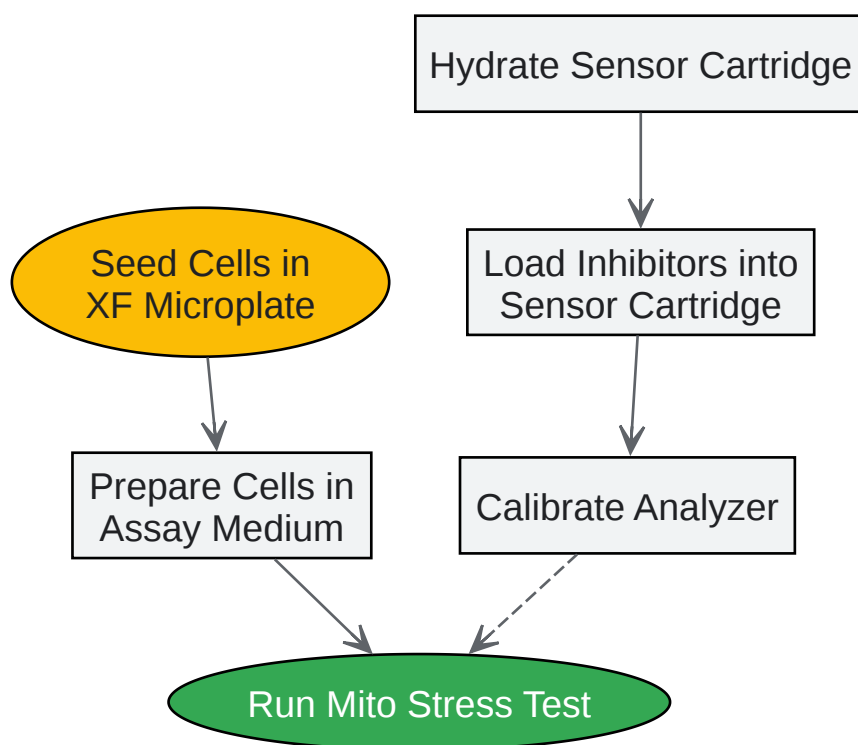 Hydrate Sensor Cartridge
Seed Cells in
XF Microplate
Load Inhibitors into
Sensor Cartridge
Prepare Cells in
Assay Medium
Calibrate Analyzer
Run Mito Stress Test